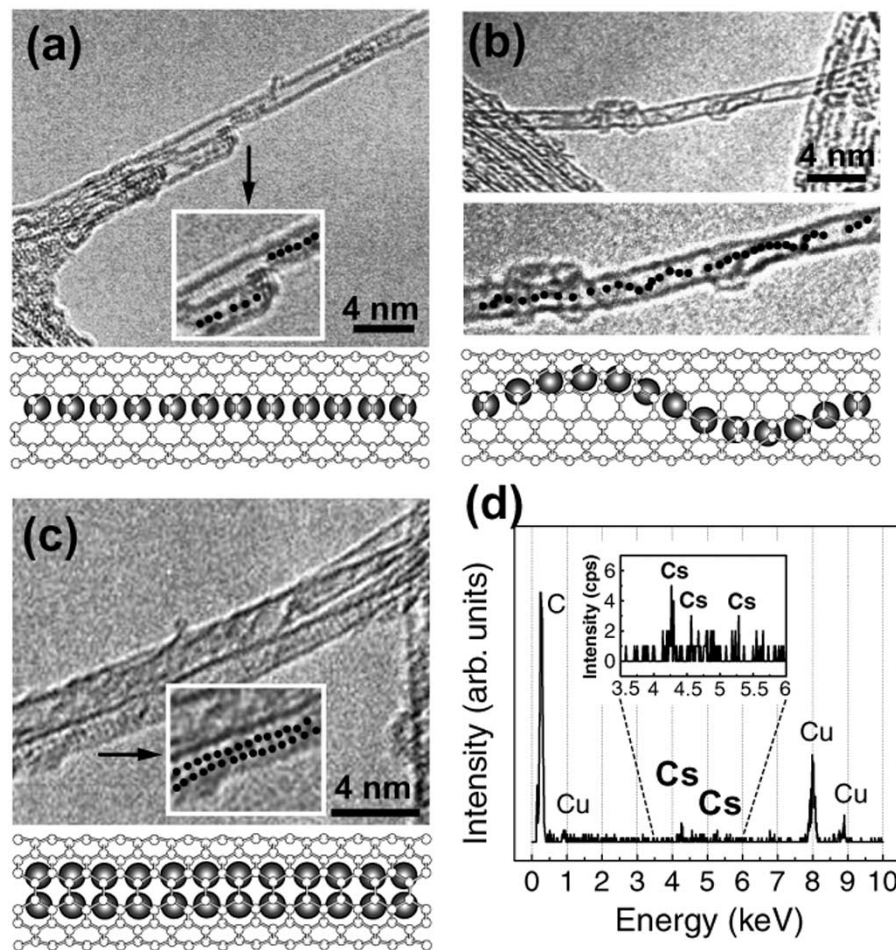 (a)
4 nm
(b)
4 nm
(c)
4 nm
(d)
Intensity (arb. units)
C
Cu
Cs
Cs
Cu
Cu
Intensity (cps)
6
4
2
0
Cs
Cs
Cs
3.5 4 4.5 5 5.5 6
0 1 2 3 4 5 6 7 8 9 10
Energy (keV)